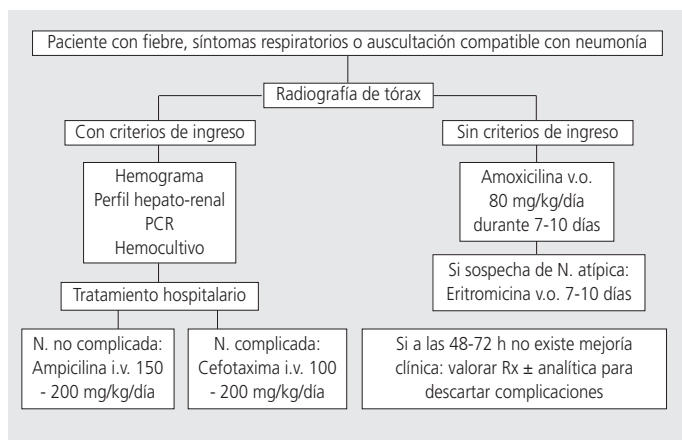 Paciente con fiebre, síntomas respiratorios o auscultación compatible con neumonía
Radiografía de tórax
Con criterios de ingreso
Sin criterios de ingreso
Hemograma
Perfil hepato-renal
PCR
Hemocultivo
Amoxicilina v.o.
80 mg/kg/día
durante 7-10 días
Si sospecha de N. atípica:
Eritromicina v.o. 7-10 días
Tratamiento hospitalario
N. no complicada:
Ampicilina i.v. 150
- 200 mg/kg/día
N. complicada:
Cefotaxima i.v. 100
- 200 mg/kg/día
Si a las 48-72 h no existe mejoría
clínica: valorar Rx ± analítica para
descartar complicaciones